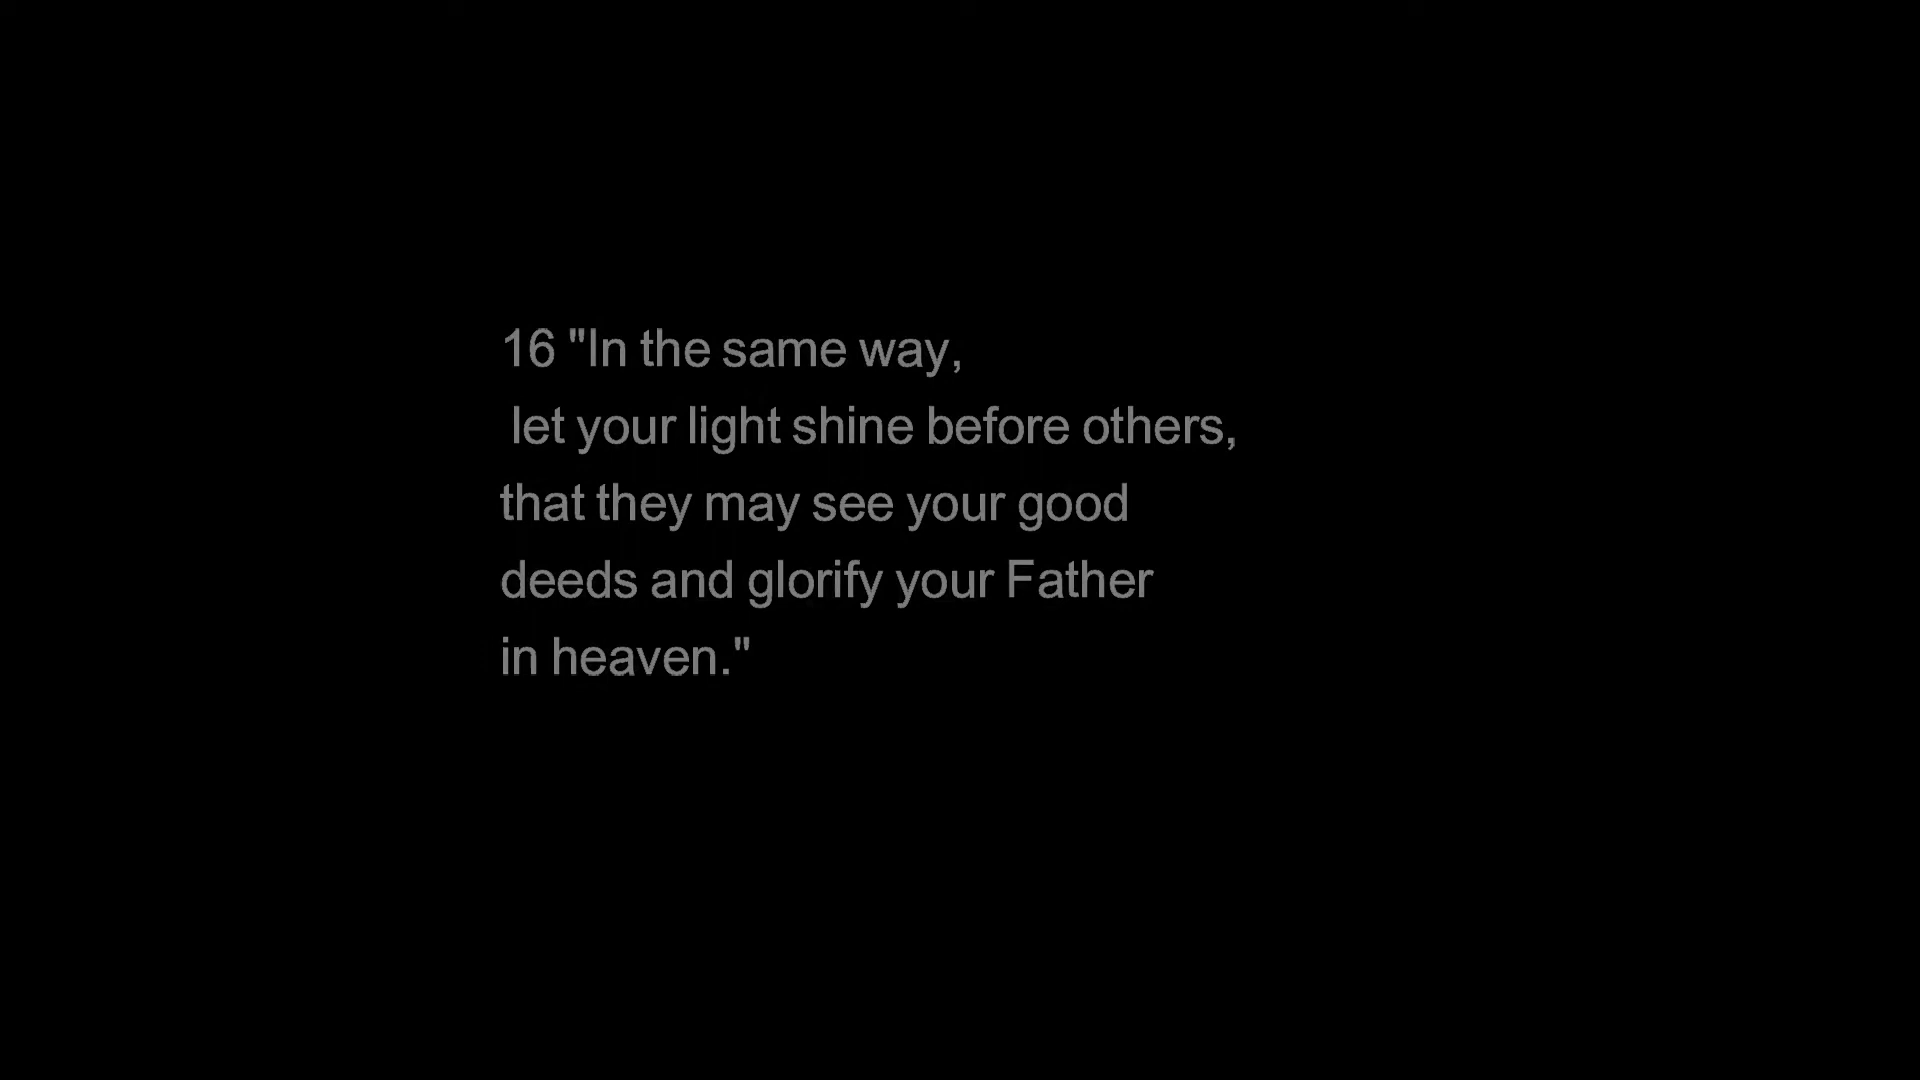 16 "In the same way,
let your light shine before others,
that they may see your good
deeds and glorify your Father
in heaven."